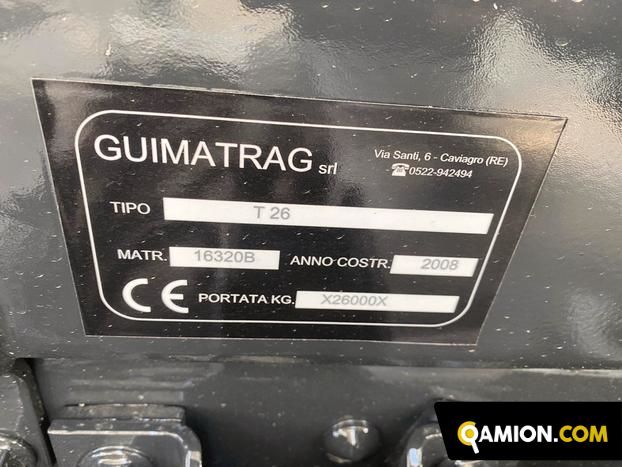 GUIMATRAG srl
Via Santi, 6 - Caviagro (RE)
- ☎0522-942494
TIPO T 26
MATR. 16320B ANNO COSTR. 2008
CE PORTATA KG. X26000X
QAMION.COM